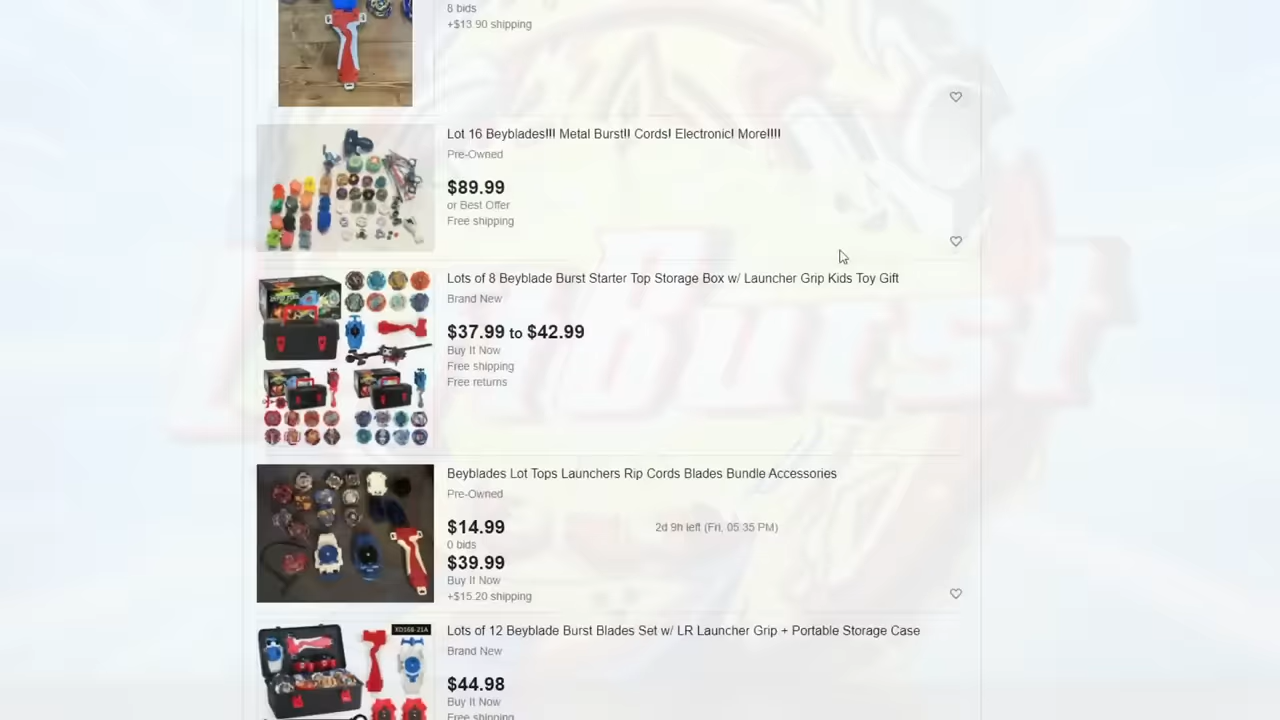 8 bids
+$13.90 shipping
Lot 16 Beyblades!!! Metal Burst!! Cords! Electronic! More!!!!
Pre-Owned
$89.99
or Best Offer
Free shipping
Lots of 8 Beyblade Burst Starter Top Storage Box w/ Launcher Grip Kids Toy Gift
Brand New
$37.99 to $42.99
Buy It Now
Free shipping
Free returns
Beyblades Lot Tops Launchers Rip Cords Blades Bundle Accessories
Pre-Owned
$14.99
2d 9h left (Fri, 05:35 PM)
0 bids
$39.99
Buy It Now
+$15.20 shipping
XD168-21A
Lots of 12 Beyblade Burst Blades Set w/ LR Launcher Grip + Portable Storage Case
Brand New
$44.98
Buy It Now
Free shipping